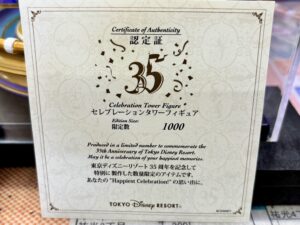 Certificate of Authenticity
認定証
35
Celebration Tower Figure
セレブレーションタワーフィギュア
Edition Size:
限定数 1000
Produced in a limited number to commemorate the
35th Anniversary of Tokyo Disney Resort.
May it be a celebration of your happiest memories.
東京ディズニーリゾート35周年を記念して
特別に製作した数量限定のアイテムです。
あなたの "Happiest Celebration!" の思い出に。
TOKYO Disney RESORT